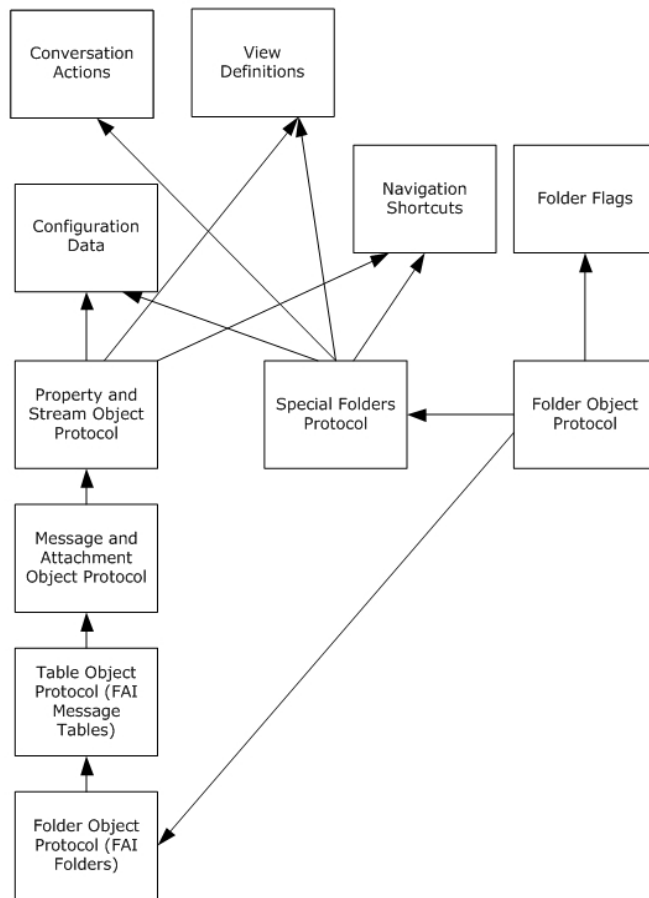 Conversation
Actions
View
Definitions
Configuration
Data
Navigation
Shortcuts
Folder Flags
Property and
Stream Object
Protocol
Special Folders
Protocol
Folder Object
Protocol
Message and
Attachment
Object Protocol
Table Object
Protocol (FAI
Message
Tables)
Folder Object
Protocol (FAI
Folders)